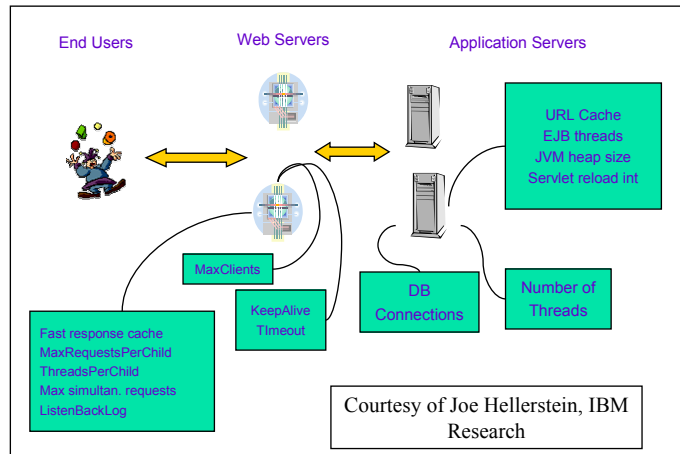 End Users
Web Servers
Application Servers
URL Cache
EJB threads
JVM heap size
Servlet reload int
MaxClients
KeepAlive
TImeout
DB
Connections
Number of
Threads
Fast response cache
MaxRequestsPerChild
ThreadsPerChild
Max simultan. requests
ListenBackLog
Courtesy of Joe Hellerstein, IBM
Research